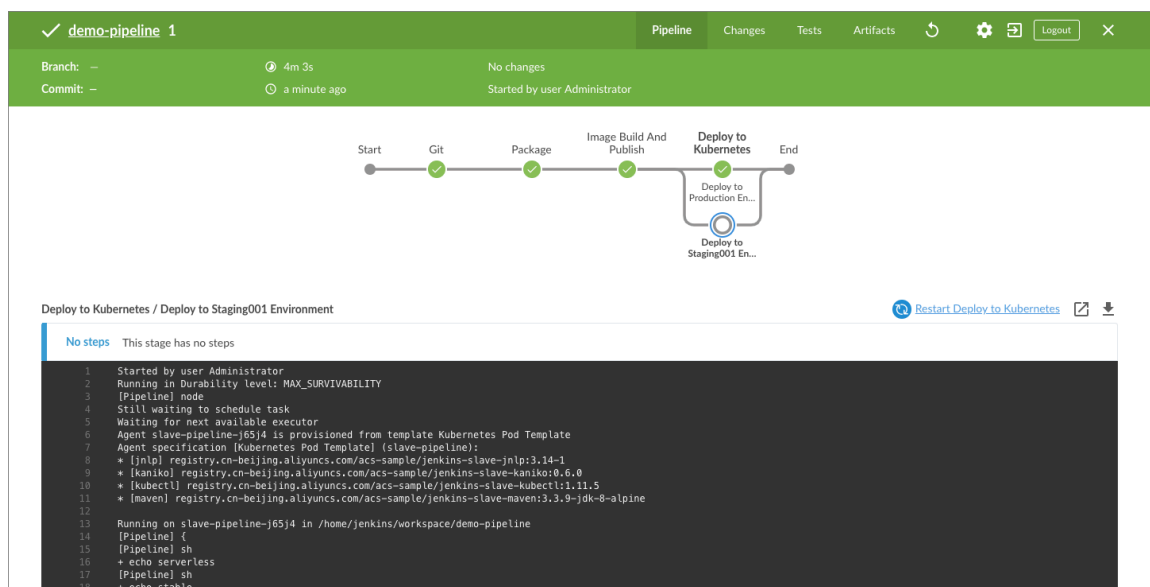 demo-pipeline 1
Pipeline Changes Tests Artifacts Logout
Branch: — 4m 3s No changes
Commit: — a minute ago Started by user Administrator
Start Git Package Image Build And Publish Deploy to Kubernetes End
Deploy to
Production En...
Deploy to
Staging001 En...
Deploy to Kubernetes / Deploy to Staging001 Environment Restart Deploy to Kubernetes
No steps This stage has no steps
1 Started by user Administrator
2 Running in Durability level: MAX_SURVIVABILITY
3 [Pipeline] node
4 Still waiting to schedule task
5 Waiting for next available executor
6 Agent slave-pipeline-j65j4 is provisioned from template Kubernetes Pod Template
7 Agent specification [Kubernetes Pod Template] (slave-pipeline):
8 * [jnlp] registry.cn-beijing.aliyuncs.com/acs-sample/jenkins-slave-jnlp:3.14-1
9 * [kaniko] registry.cn-beijing.aliyuncs.com/acs-sample/jenkins-slave-kaniko:0.6.0
10 * [kubectl] registry.cn-beijing.aliyuncs.com/acs-sample/jenkins-slave-kubectl:1.11.5
11 * [maven] registry.cn-beijing.aliyuncs.com/acs-sample/jenkins-slave-maven:3.3.9-jdk-8-alpine
12
13 Running on slave-pipeline-j65j4 in /home/jenkins/workspace/demo-pipeline
14 [Pipeline] {
15 [Pipeline] sh
16 + echo serverless
17 [Pipeline] sh
18 + echo stable